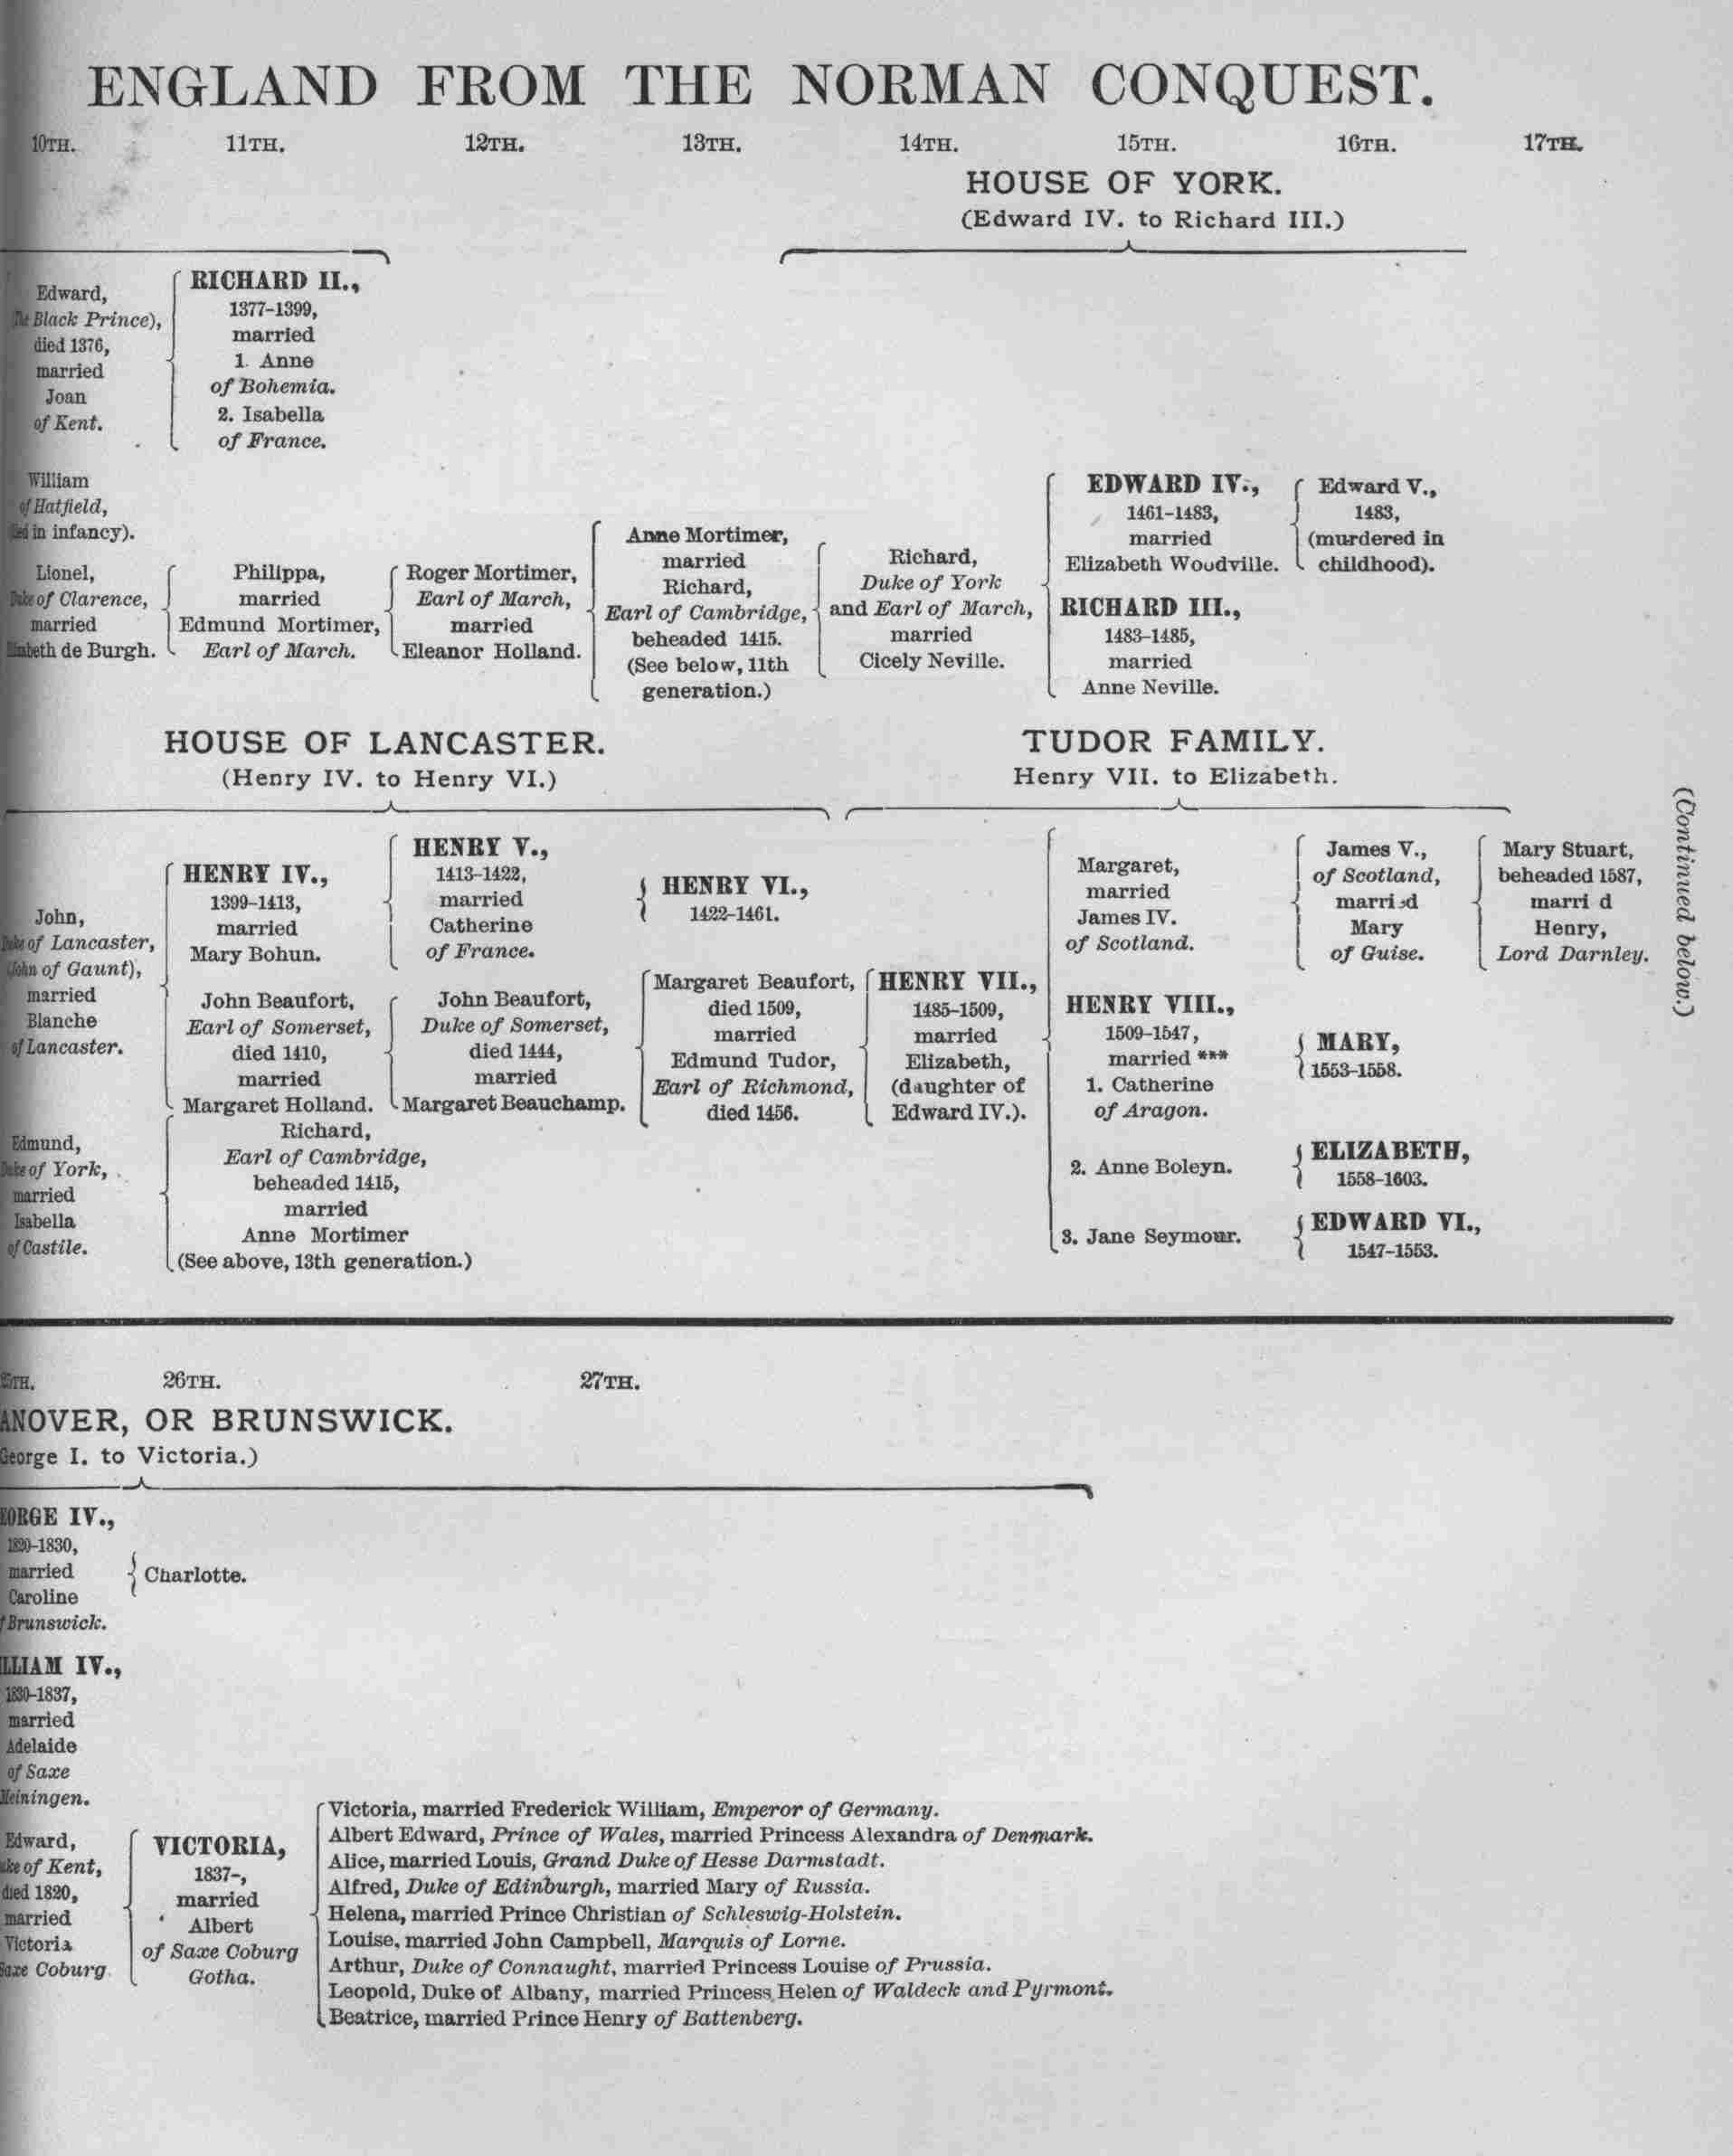 ENGLAND FROM THE NORMAN CONQUEST.
10TH. 11TH. 12TH. 13TH. 14TH. 15TH. 16TH. 17TH.
HOUSE OF YORK.
(Edward IV. to Richard III.)
Edward,
Black Prince),
died 1376,
married
Joan
of Kent.
RICHARD II.,
1377-1399,
married
1. Anne
of Bohemia.
2. Isabella
of France.
William
of Hatfield,
in infancy).
Lionel,
of Clarence,
married
de Burgh.
Philippa,
married
Edmund Mortimer,
Earl of March.
Roger Mortimer,
Earl of March,
married
Eleanor Holland.
Anne Mortimer,
married
Richard,
Earl of Cambridge,
beheaded 1415.
(See below, 11th
generation.)
Richard,
Duke of York
and Earl of March,
married
Cicely Neville.
EDWARD IV.,
1461-1483,
married
Elizabeth Woodville.
RICHARD III.,
1483-1485,
married
Anne Neville.
Edward V.,
1483,
(murdered in
childhood).
HOUSE OF LANCASTER.
(Henry IV. to Henry VI.)
TUDOR FAMILY.
Henry VII. to Elizabeth.
John,
of Lancaster,
of Gaunt),
married
Blanche
of Lancaster.
HENRY IV.,
1399-1413,
married
Mary Bohun.
John Beaufort,
Earl of Somerset,
died 1410,
married
Margaret Holland.
HENRY V.,
1413-1422,
married
Catherine
of France.
John Beaufort,
Duke of Somerset,
died 1444,
married
Margaret Beauchamp.
HENRY VI.,
1422-1461.
Margaret Beaufort,
died 1509,
married
Edmund Tudor,
Earl of Richmond,
died 1456.
HENRY VII.,
1485-1509,
married
Elizabeth,
(daughter of
Edward IV.).
Margaret,
married
James IV.
of Scotland.
HENRY VIII.,
1509-1547,
married ***
1. Catherine
of Aragon.
2. Anne Boleyn.
3. Jane Seymour.
James V.,
of Scotland,
married
Mary
of Guise.
MARY,
1553-1558.
ELIZABETH,
1558-1603.
EDWARD VI.,
1547-1553.
Mary Stuart,
beheaded 1587,
marri d
Henry,
Lord Darnley.
(Continued below.)
Edmund,
of York,
married
Isabella
of Castile.
Richard,
Earl of Cambridge,
beheaded 1415,
married
Anne Mortimer
(See above, 13th generation.)
26TH. 27TH.
ANOVER, OR BRUNSWICK.
George I. to Victoria.)
EORGE IV.,
1820-1830,
married
Caroline
Brunswick.
Charlotte.
LLIAM IV.,
1830-1837,
married
Adelaide
of Saxe
Meiningen.
Edward,
of Kent,
died 1820,
married
Victoria
Saxe Coburg
VICTORIA,
1837-,
married
Albert
of Saxe Coburg
Gotha.
Victoria, married Frederick William, Emperor of Germany.
Albert Edward, Prince of Wales, married Princess Alexandra of Denmark.
Alice, married Louis, Grand Duke of Hesse Darmstadt.
Alfred, Duke of Edinburgh, married Mary of Russia.
Helena, married Prince Christian of Schleswig-Holstein.
Louise, married John Campbell, Marquis of Lorne.
Arthur, Duke of Connaught, married Princess Louise of Prussia.
Leopold, Duke of Albany, married Princess Helen of Waldeck and Pyrmont.
Beatrice, married Prince Henry of Battenberg.